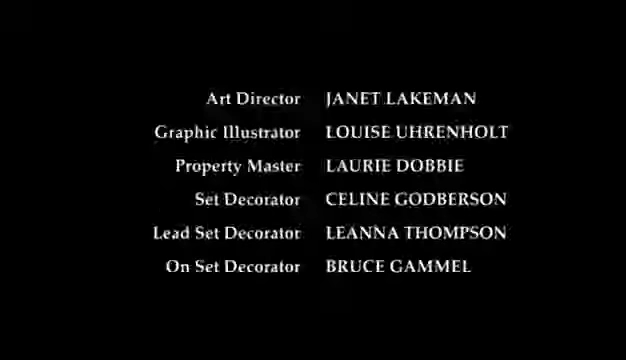 Art Director JANET LAKEMAN
Graphic Illustrator LOUISE UHRENHOLT
Property Master LAURIE DOBBIE
Set Decorator CELINE GODBERSON
Lead Set Decorator LEANNA THOMPSON
On Set Decorator BRUCE GAMMEL